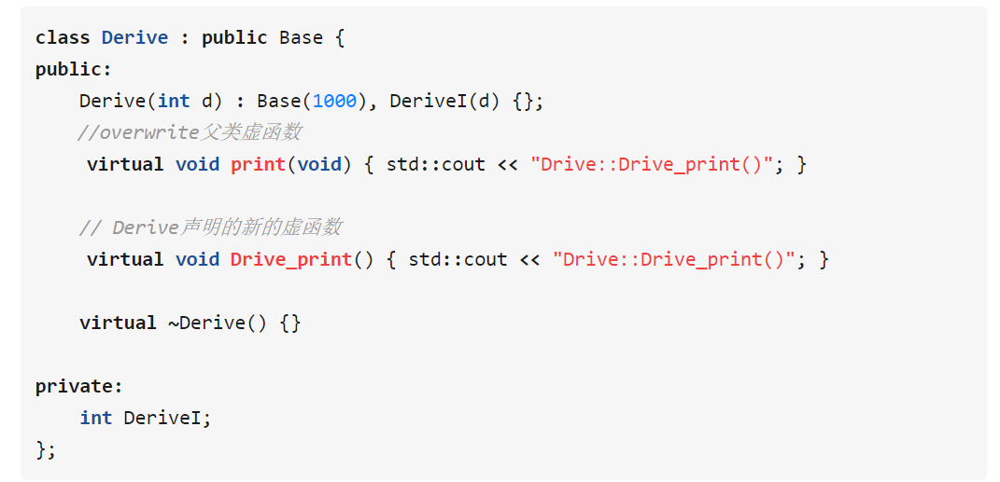 class Derive : public Base {
public:
    Derive(int d) : Base(1000), DeriveI(d) {};
    //overwrite父类虚函数
    virtual void print(void) { std::cout << "Drive::Drive_print()"; }
    // Derive声明的新的虚函数
    virtual void Drive_print() { std::cout << "Drive::Drive_print()"; }
    virtual ~Derive() {}
private:
    int DeriveI;
};